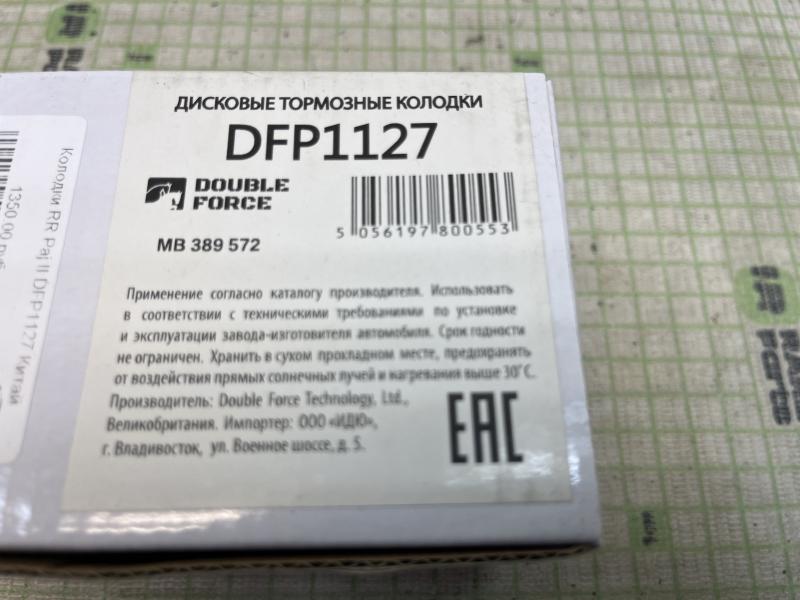 ДИСКОВЫЕ ТОРМОЗНЫЕ КОЛОДКИ
DFP1127
DOUBLE
FORCE
5 056197 800553
MB 389 572
Применение согласно каталогу производителя. Использовать
в соответствии с техническими требованиями по установке
и эксплуатации завода-изготовителя автомобиля. Срок годности
не ограничен. Хранить в сухом прохладном месте, предохранять
от воздействия прямых солнечных лучей и нагревания выше 30°С.
Производитель: Double Force Technology, Ltd.,
Великобритания. Импортер: ООО «ИДЮ»,
г. Владивосток, ул. Военное шоссе, д. 5.
EAC
Колодки RR Paj II DFP1127 Китай
1350.00 руб